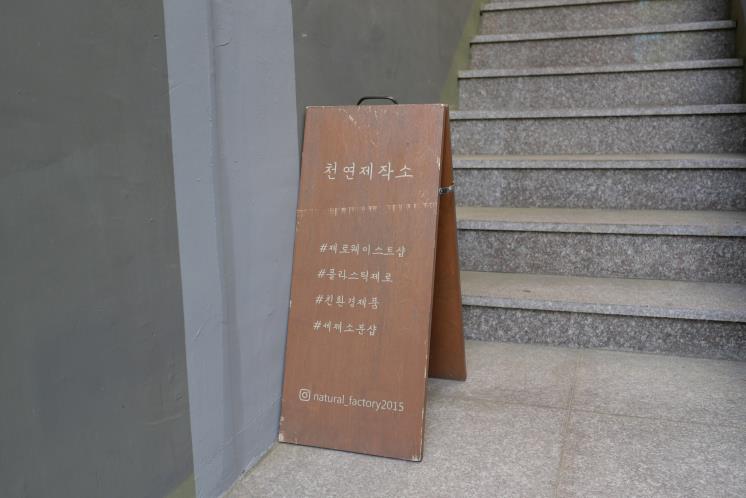 천연제작소
#제로웨이스트샵
#플라스틱제로
#친환경제품
#세제소분샵
natural_factory2015